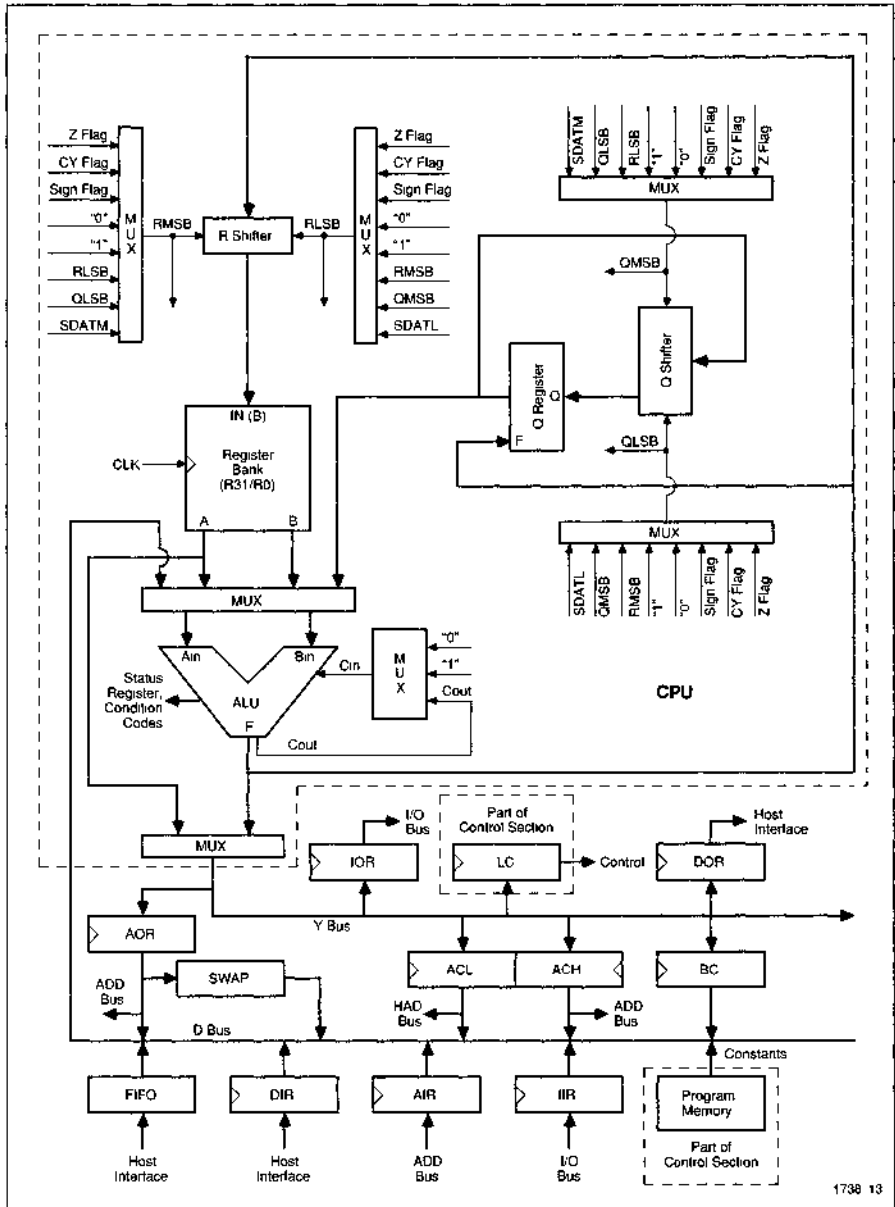 Z Flag
CY Flag
Sign Flag
"0"
"1"
RLSB
QLSB
SDATM
MUX
RMSB
R Shifter
RLSB
MUX
Z Flag
CY Flag
Sign Flag
"0"
"1"
RMSB
QMSB
SDATL
SDATM
QLSB
RLSB
"1"
"0"
Sign Flag
CY Flag
Z Flag
MUX
QMSB
Q Shifter
Q Register
Q
F
QLSB
MUX
SDATL
QMSB
RMSB
"1"
"0"
Sign Flag
CY Flag
Z Flag
IN (B)
Register
Bank
(R31/R0)
CLK
A
B
MUX
Ain
Bin
ALU
F
Status
Register,
Condition
Codes
Cin
MUX
"0"
"1"
Cout
Cout
CPU
MUX
I/O
Bus
IOR
Part of
Control Section
LC
Control
Host
Interface
DOR
Y Bus
AOR
SWAP
ADD
Bus
ACL
ACH
BC
HAD
Bus
ADD
Bus
D Bus
Constants
FIFO
DIR
AIR
IIR
Program
Memory
Host
Interface
Host
Interface
ADD
Bus
I/O
Bus
Part of
Control Section
1738 13